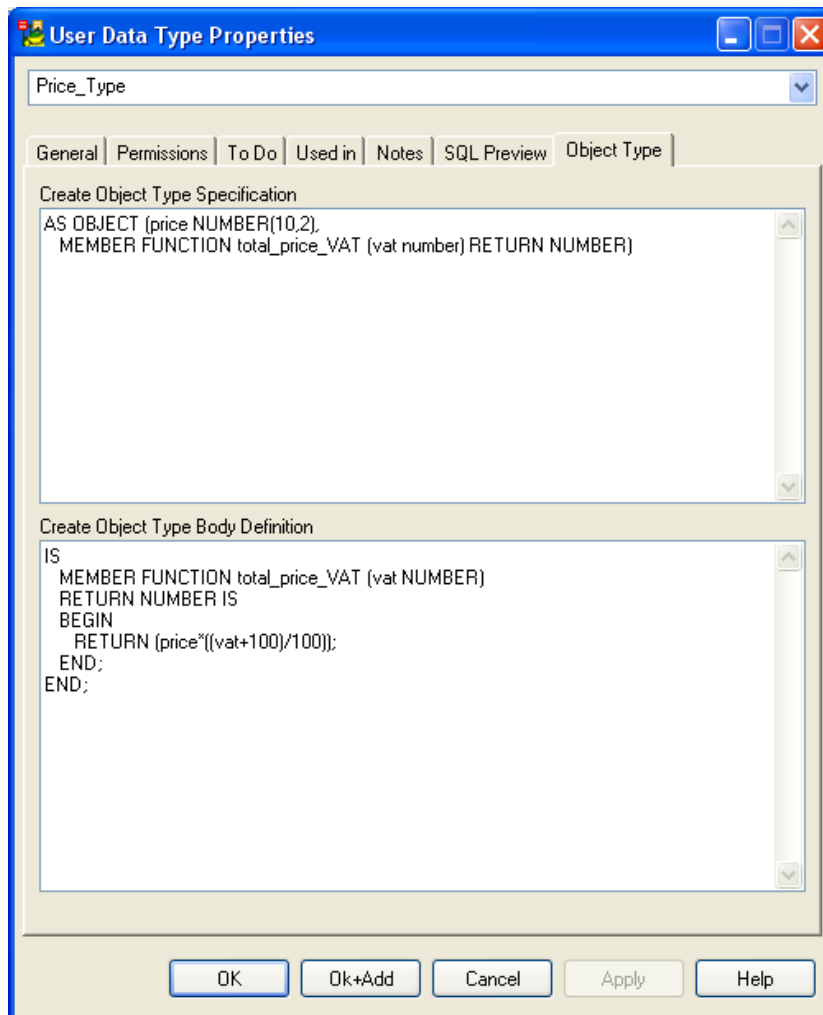 User Data Type Properties
Price_Type
General Permissions To Do Used in Notes SQL Preview Object Type
Create Object Type Specification
AS OBJECT (price NUMBER(10,2),
MEMBER FUNCTION total_price_VAT (vat number) RETURN NUMBER)
Create Object Type Body Definition
IS
MEMBER FUNCTION total_price_VAT (vat NUMBER)
RETURN NUMBER IS
BEGIN
RETURN (price*((vat+100)/100));
END;
END;
OK Ok+Add Cancel Apply Help